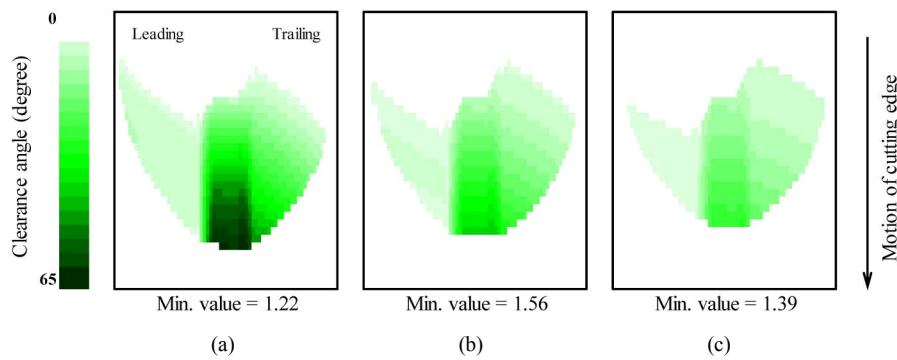 0
Clearance angle (degree)
65
Leading
Trailing
Motion of cutting edge
Min. value = 1.22
Min. value = 1.56
Min. value = 1.39
(a)
(b)
(c)